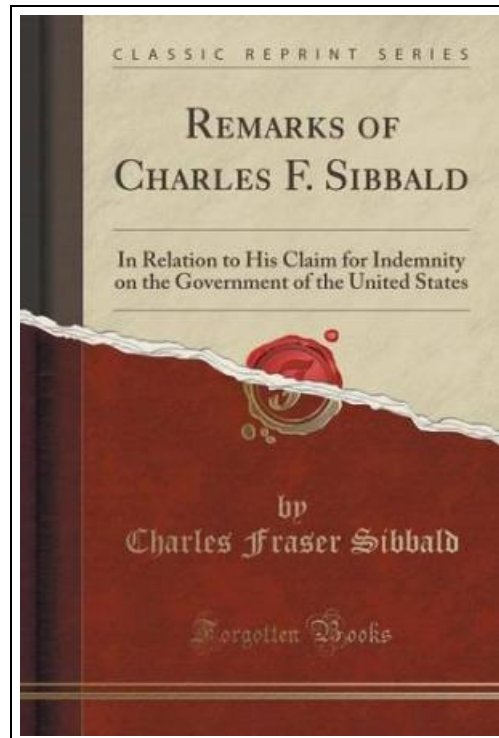 CLASSIC REPRINT SERIES
REMARKS OF
CHARLES F. SIBBALD
In Relation to His Claim for Indemnity
on the Government of the United States
F
by
Charles Fraser Sibbald
Forgotten Books